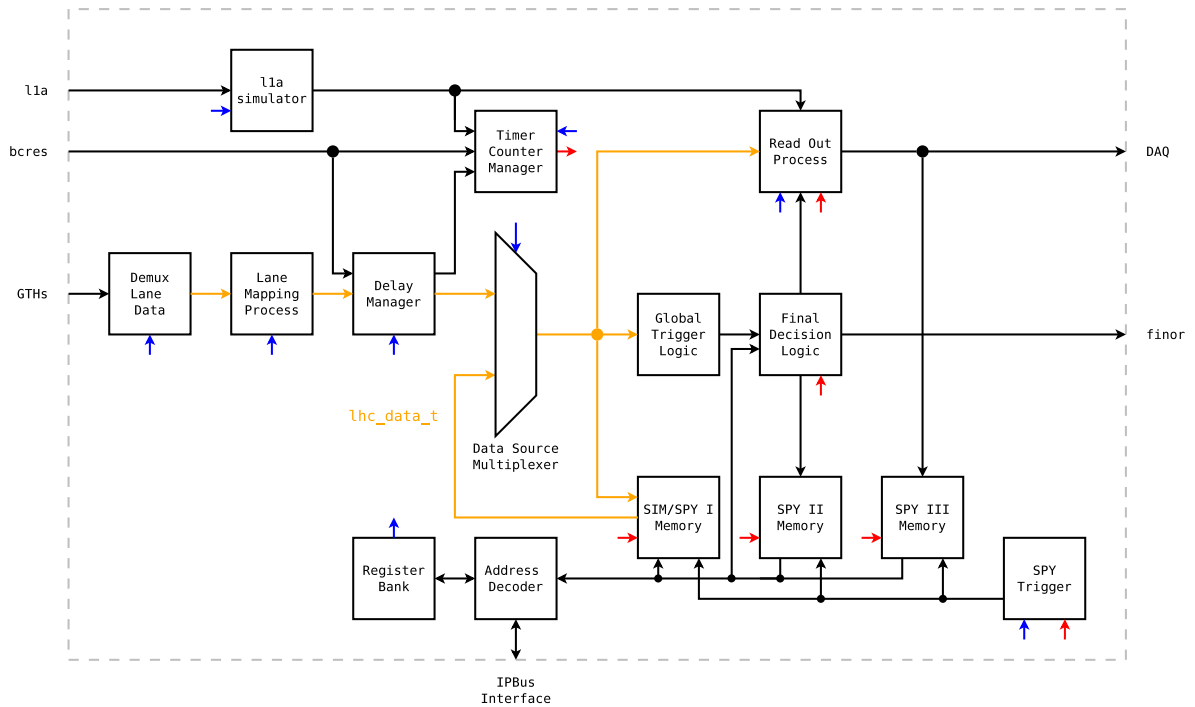 l1a
l1a
simulator
bcres
Timer
Counter
Manager
Read Out
Process
DAQ
GTHs
Demux
Lane
Data
Lane
Mapping
Process
Delay
Manager
Global
Trigger
Logic
Final
Decision
Logic
finor
lhc_data_t
Data Source
Multiplexer
SIM/SPY I
Memory
SPY II
Memory
SPY III
Memory
Register
Bank
Address
Decoder
SPY
Trigger
IPBus
Interface